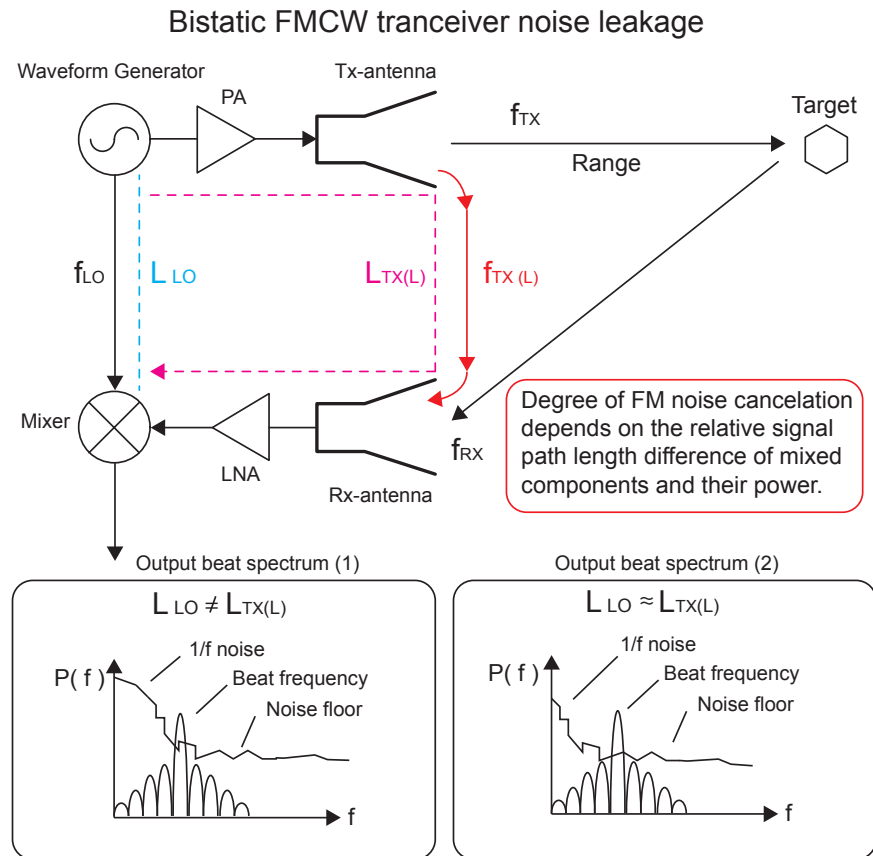 Bistatic FMCW tranceiver noise leakage
Waveform Generator
PA
Tx-antenna
Target
fTX
Range
fLO
L LO
LTX(L)
fTX (L)
Mixer
LNA
Rx-antenna
fRX
Degree of FM noise cancelation
depends on the relative signal
path length difference of mixed
components and their power.
Output beat spectrum (1)
L LO ≠ LTX(L)
1/f noise
P( f )
Beat frequency
Noise floor
f
Output beat spectrum (2)
L LO ≈ LTX(L)
1/f noise
P( f )
Beat frequency
Noise floor
f